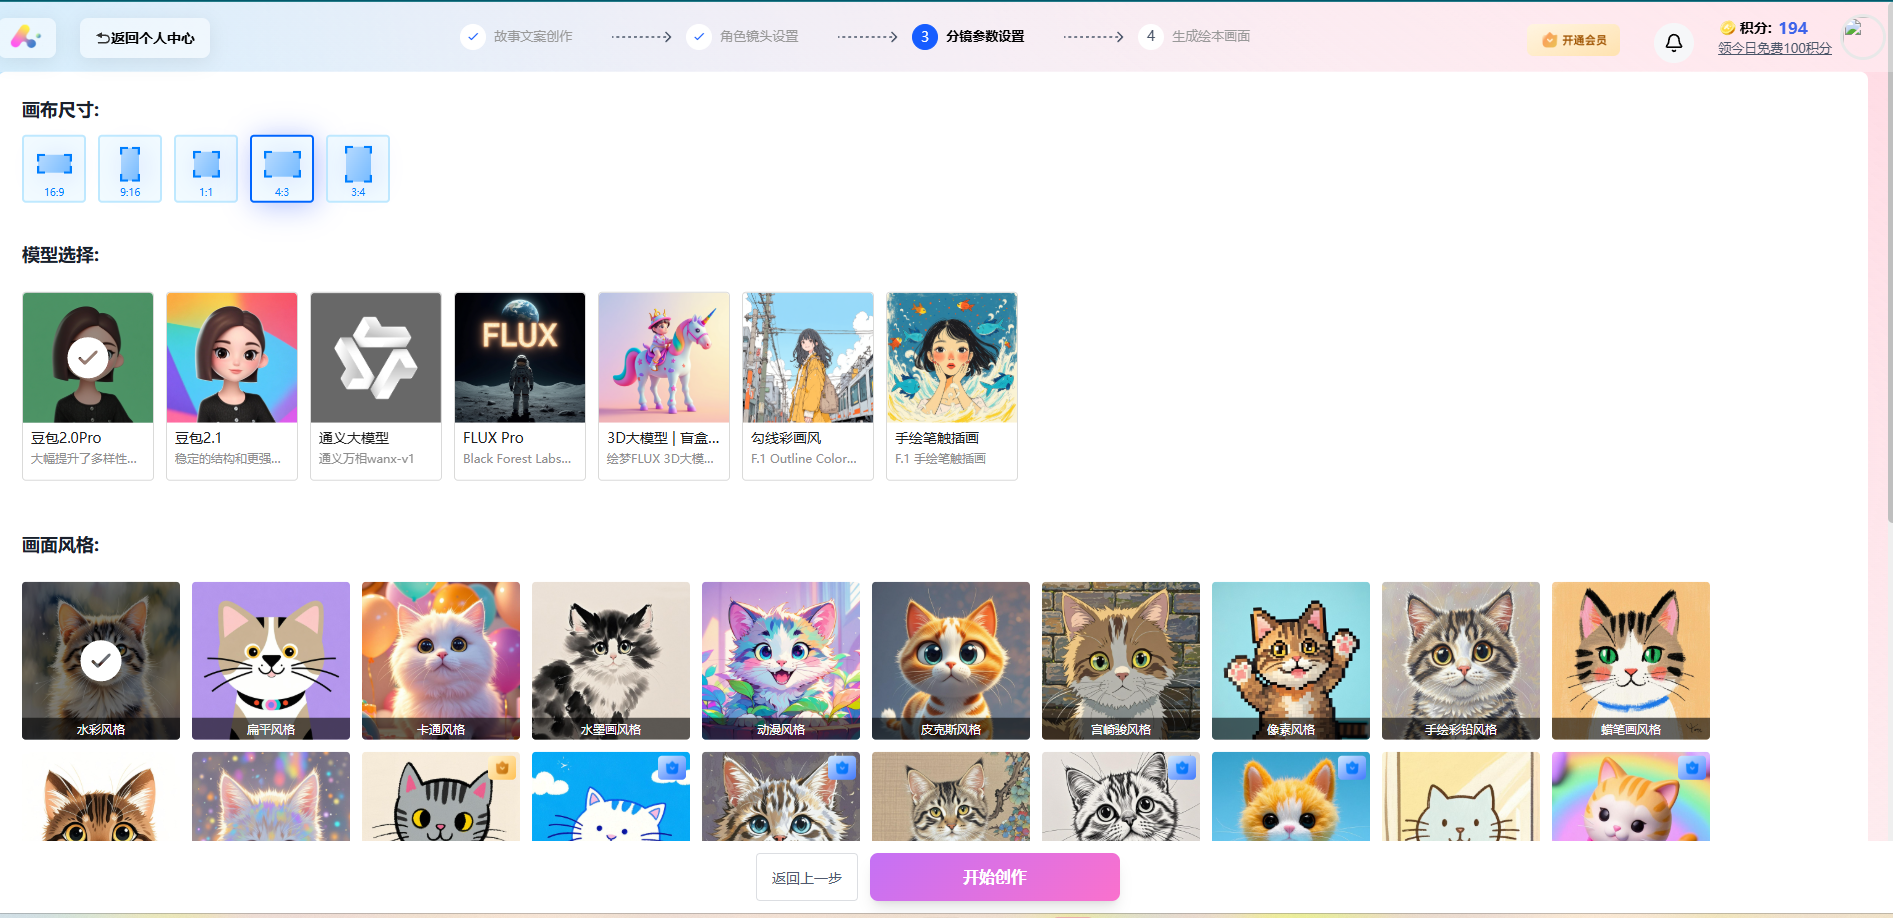 返回个人中心
故事文案创作
角色镜头设置
3 分镜参数设置
4 生成绘本画面
开通会员
积分: 194
领今日免费100积分
画布尺寸:
16:9
9:16
1:1
4:3
3:4
模型选择:
FLUX
豆包2.0Pro
大幅提升了多样性...
豆包2.1
稳定的结构和更强...
通义大模型
通义万相wanx-v1
FLUX Pro
Black Forest Labs...
3D大模型 | 盲盒...
绘梦FLUX 3D大模...
勾线彩画风
F.1 Outline Color...
手绘笔触插画
F.1 手绘笔触插画
画面风格:
水彩风格
扁平风格
卡通风格
水墨画风格
动漫风格
皮克斯风格
宫崎骏风格
像素风格
手绘彩铅风格
蜡笔画风格
返回上一步
开始创作